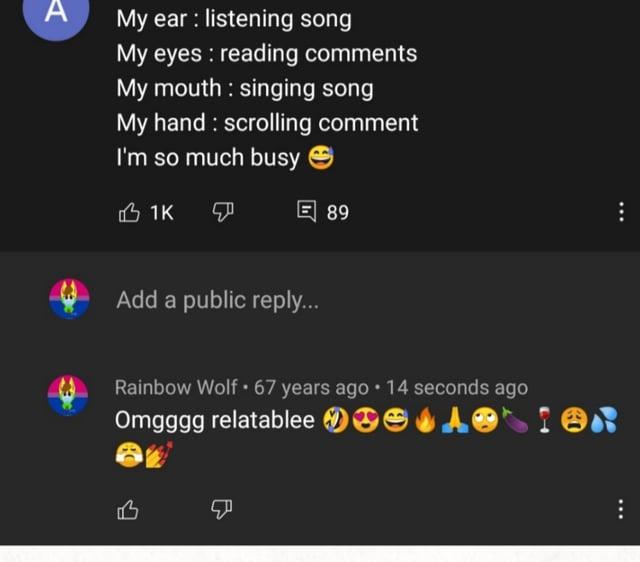 A
My ear : listening song
My eyes : reading comments
My mouth : singing song
My hand : scrolling comment
I'm so much busy 😅
1K 89
Add a public reply...
Rainbow Wolf • 67 years ago • 14 seconds ago
Omgggg relatablee 🤣😍😅🔥🙏🙄🍆🍷😩💦
😤💅